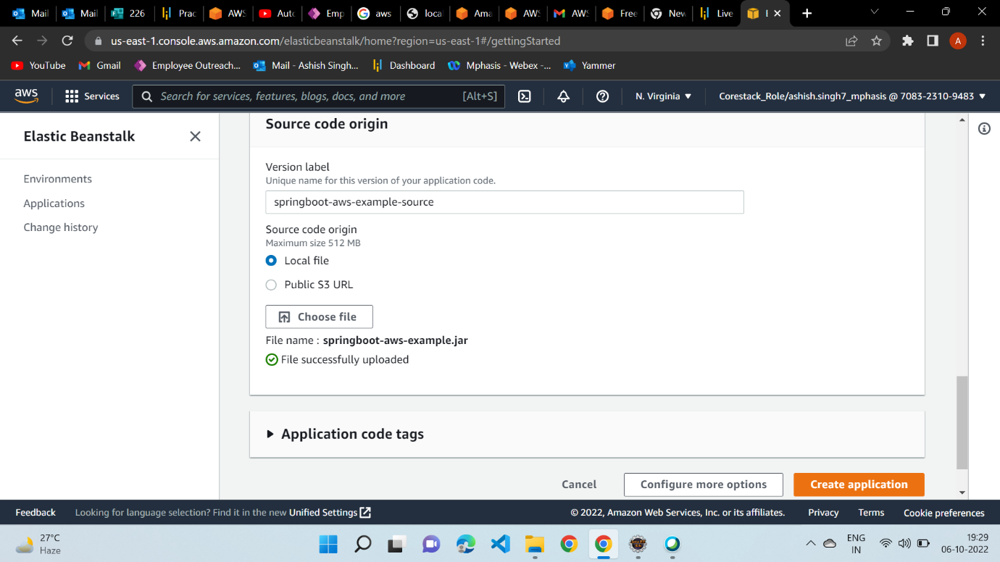 Mail
Mail
226
Prac
AWS
Auto
Emp
aws
local
Ama
AWS
AWS
Free
New
Live
us-east-1.console.aws.amazon.com/elasticbeanstalk/home?region=us-east-1#/gettingStarted
A
YouTube
Gmail
Employee Outreach...
Mail - Ashish Singh...
Dashboard
Mphasis - Webex -...
Yammer
aws
Services
Search for services, features, blogs, docs, and more [Alt+S]
N. Virginia
Corestack_Role/ashish.singh7_mphasis @ 7083-2310-9483
Elastic Beanstalk
Environments
Applications
Change history
Source code origin
Version label
Unique name for this version of your application code.
springboot-aws-example-source
Source code origin
Maximum size 512 MB
Local file
Public S3 URL
Choose file
File name : springboot-aws-example.jar
File successfully uploaded
Application code tags
Cancel
Configure more options
Create application
Feedback
Looking for language selection? Find it in the new Unified Settings
© 2022, Amazon Web Services, Inc. or its affiliates.
Privacy
Terms
Cookie preferences
27°C
Haze
ENG
IN
19:29
06-10-2022